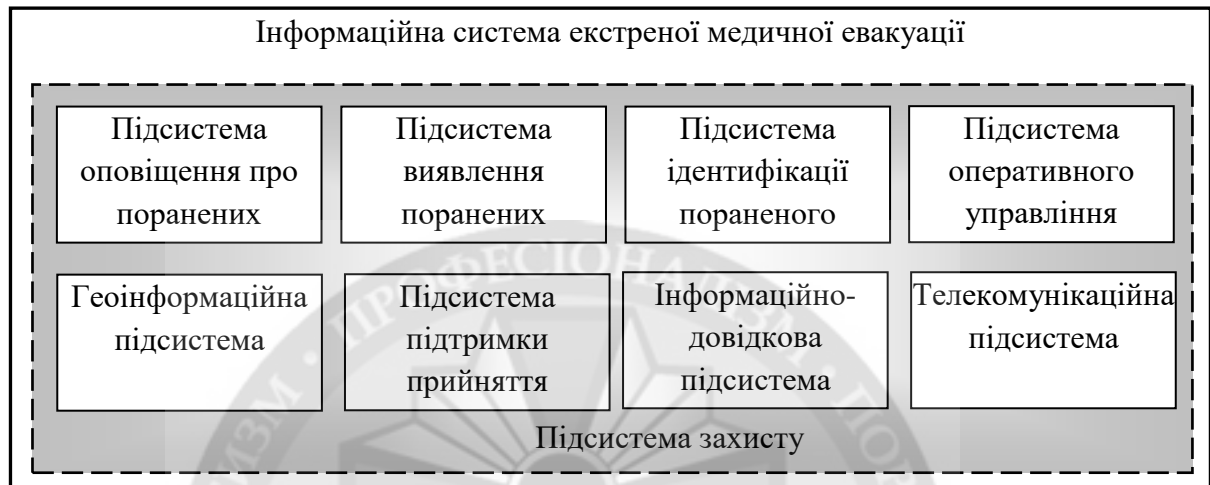 Інформаційна система екстреної медичної евакуації
Підсистема
оповіщення про
поранених
Підсистема
виявлення
поранених
Підсистема
ідентифікації
пораненого
Підсистема
оперативного
управління
Геоінформаційна
підсистема
Підсистема
підтримки
прийняття
Інформаційно-
довідкова
підсистема
Телекомунікаційна
підсистема
Підсистема захисту
ПРОФЕСІОНАЛІЗМ